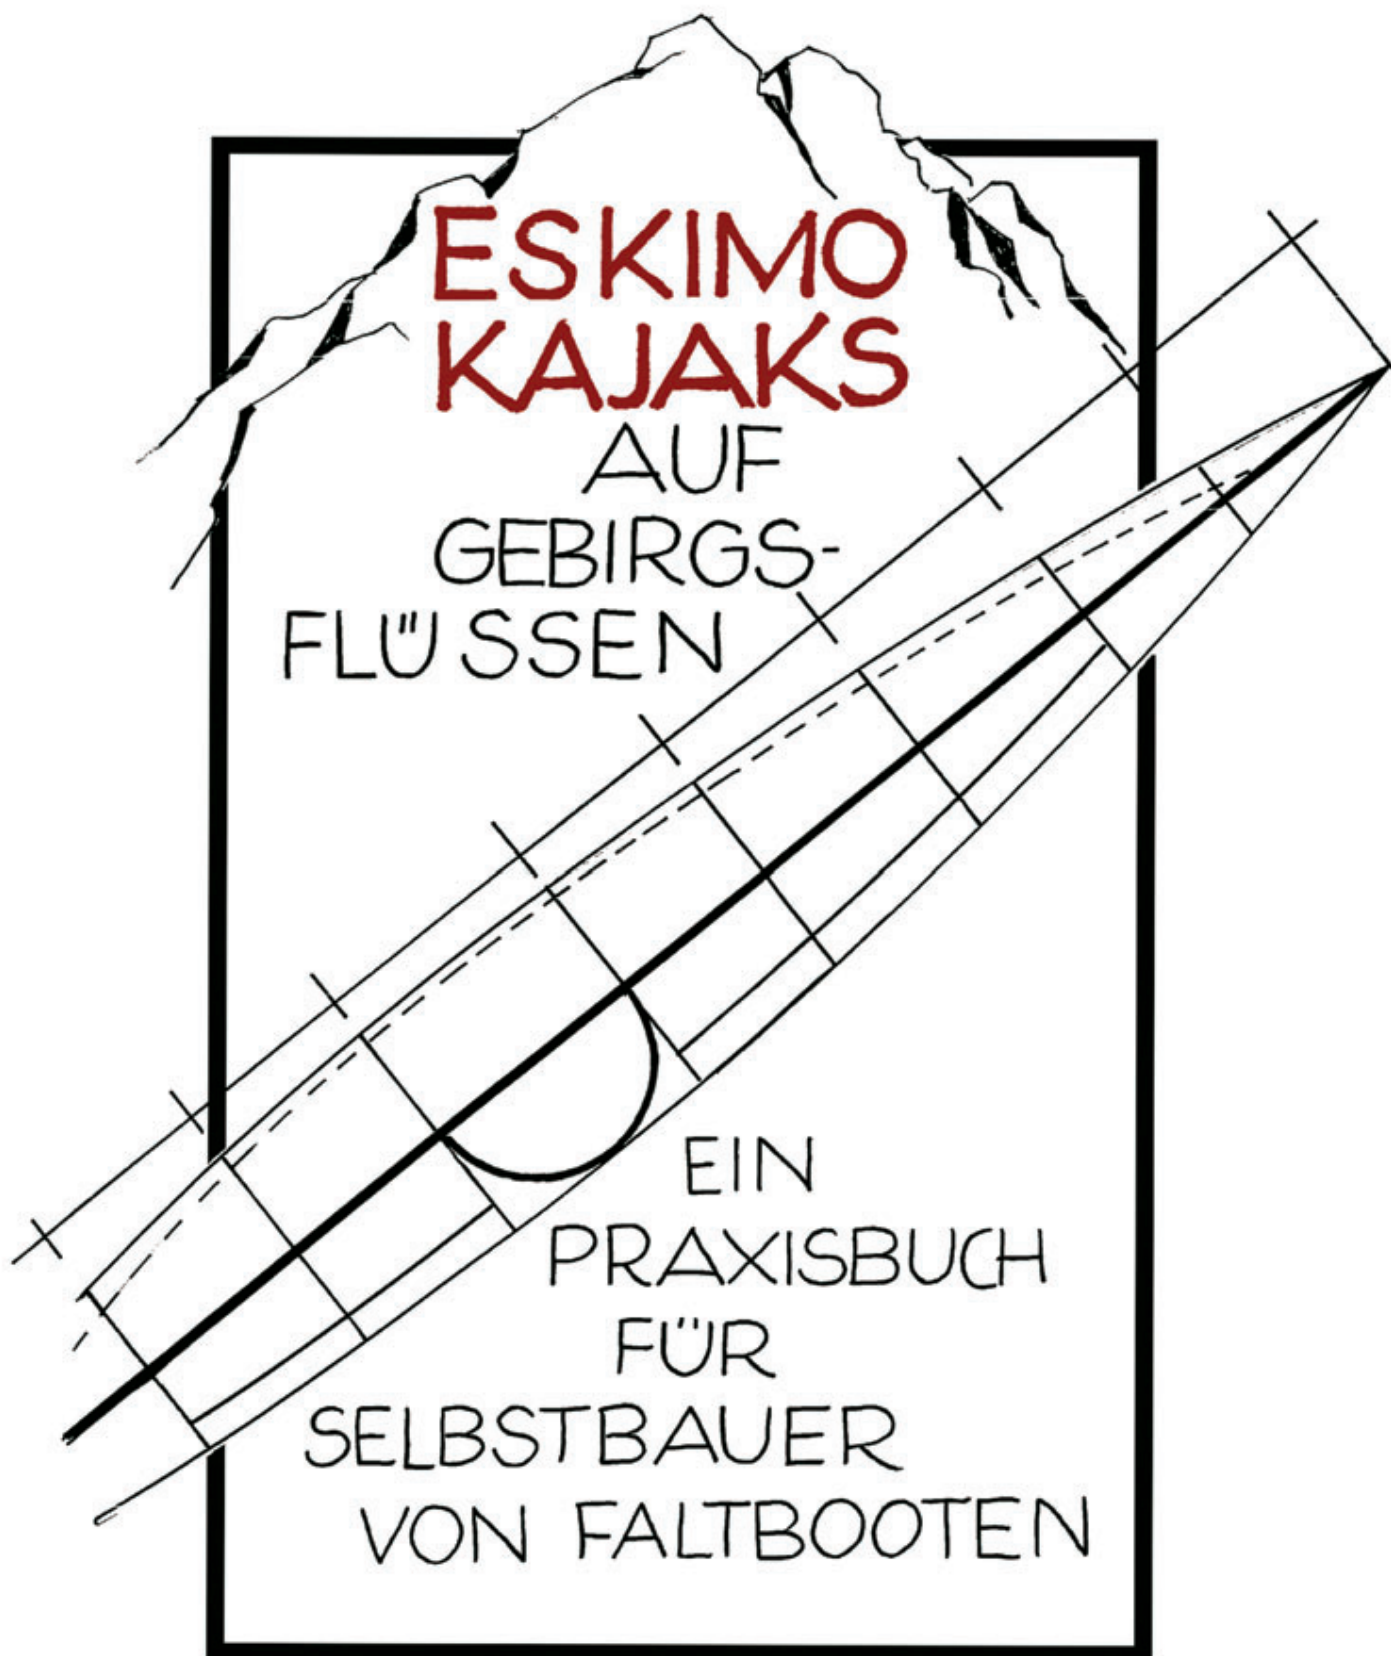 ESKIMO
KAJAKS
AUF
GEBIRGS-
FLÜSSEN
EIN
PRAXISBUCH
FÜR
SELBSTBAUER
VON FALTBOOTEN